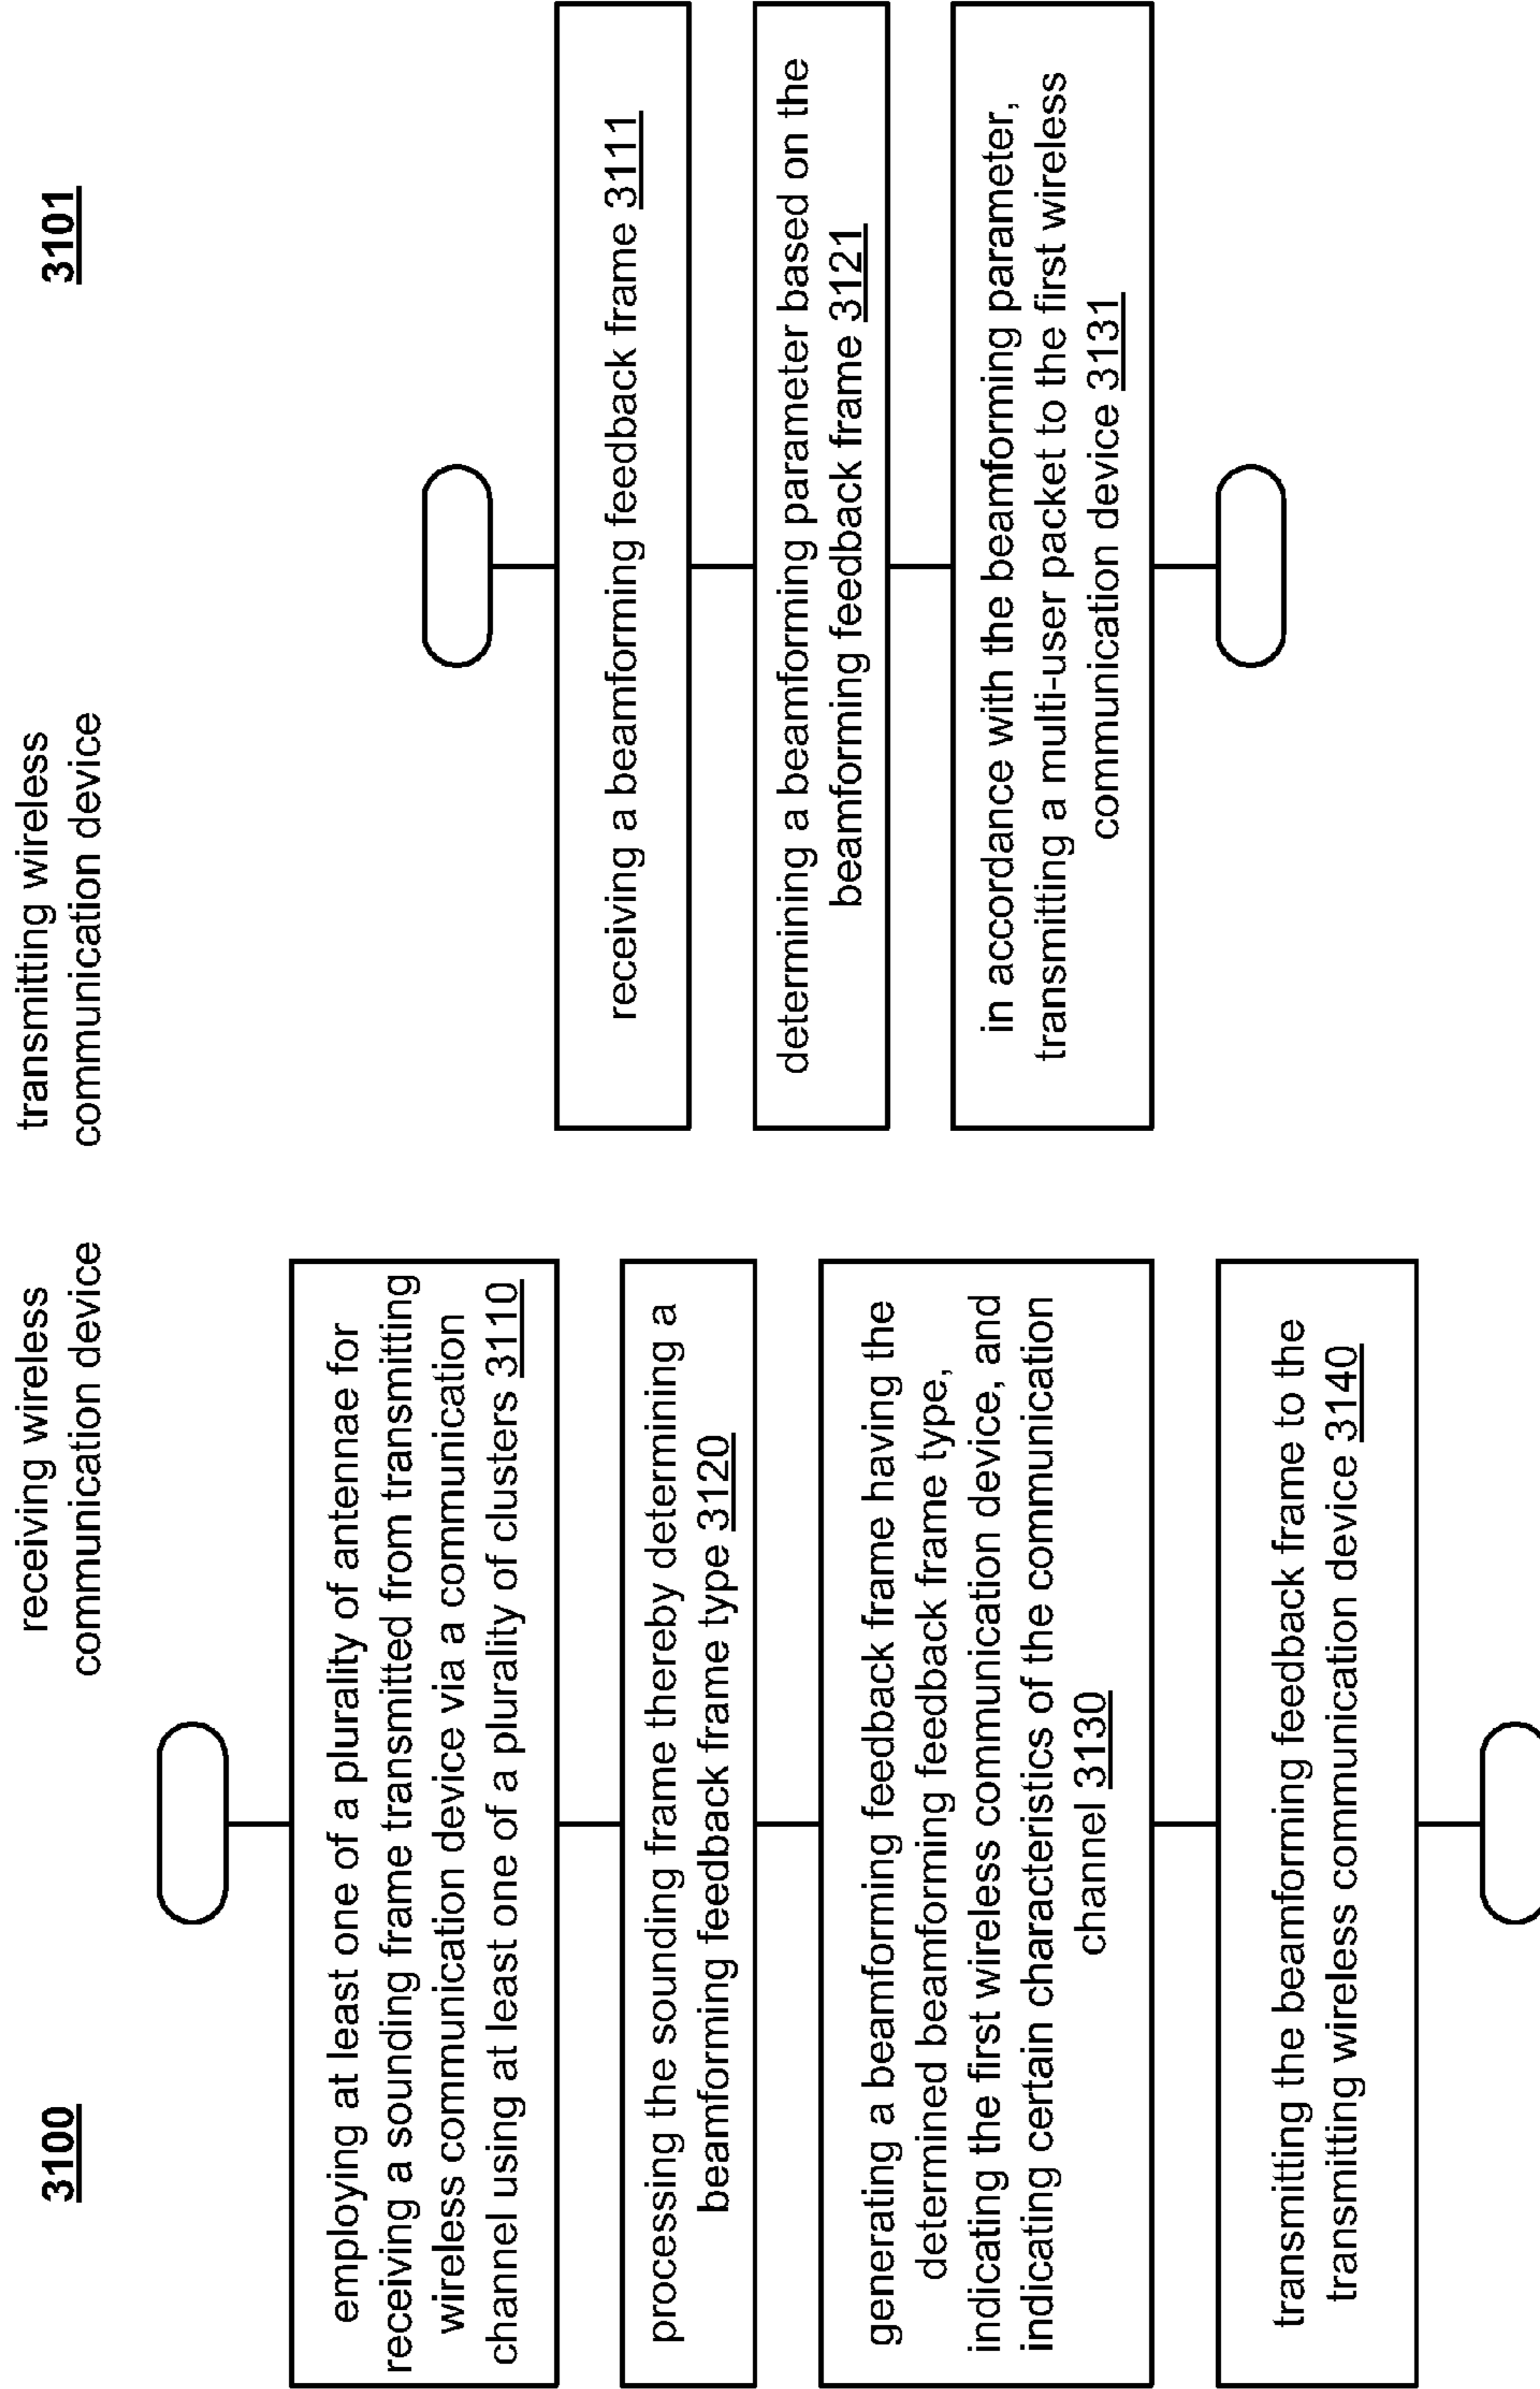 3100
receiving wireless
communication device
employing at least one of a plurality of antennae for
receiving a sounding frame transmitted from transmitting
wireless communication device via a communication
channel using at least one of a plurality of clusters 3110
processing the sounding frame thereby determining a
beamforming feedback frame type 3120
generating a beamforming feedback frame having the
determined beamforming feedback frame type,
indicating the first wireless communication device, and
indicating certain characteristics of the communication
channel 3130
transmitting the beamforming feedback frame to the
transmitting wireless communication device 3140
transmitting wireless
communication device
3101
receiving a beamforming feedback frame 3111
determining a beamforming parameter based on the
beamforming feedback frame 3121
in accordance with the beamforming parameter,
transmitting a multi-user packet to the first wireless
communication device 3131